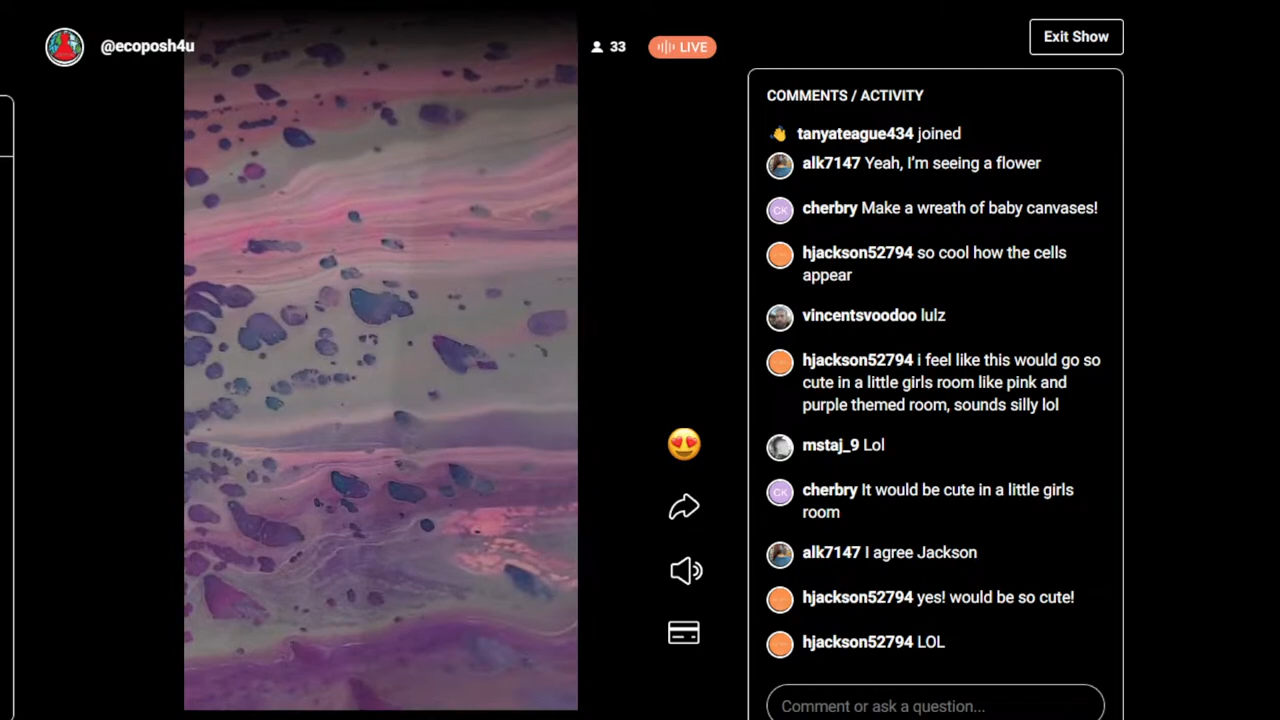 @ecoposh4u
33
LIVE
Exit Show
COMMENTS / ACTIVITY
tanyateague434 joined
alk7147 Yeah, I'm seeing a flower
CK
cherbry Make a wreath of baby canvases!
hjackson52794 so cool how the cells
appear
vincentsvoodoo lulz
hjackson52794 i feel like this would go so
cute in a little girls room like pink and
purple themed room, sounds silly lol
mstaj_9 Lol
CK
cherbry It would be cute in a little girls
room
alk7147 I agree Jackson
hjackson52794 yes! would be so cute!
hjackson52794 LOL
Comment or ask a question...